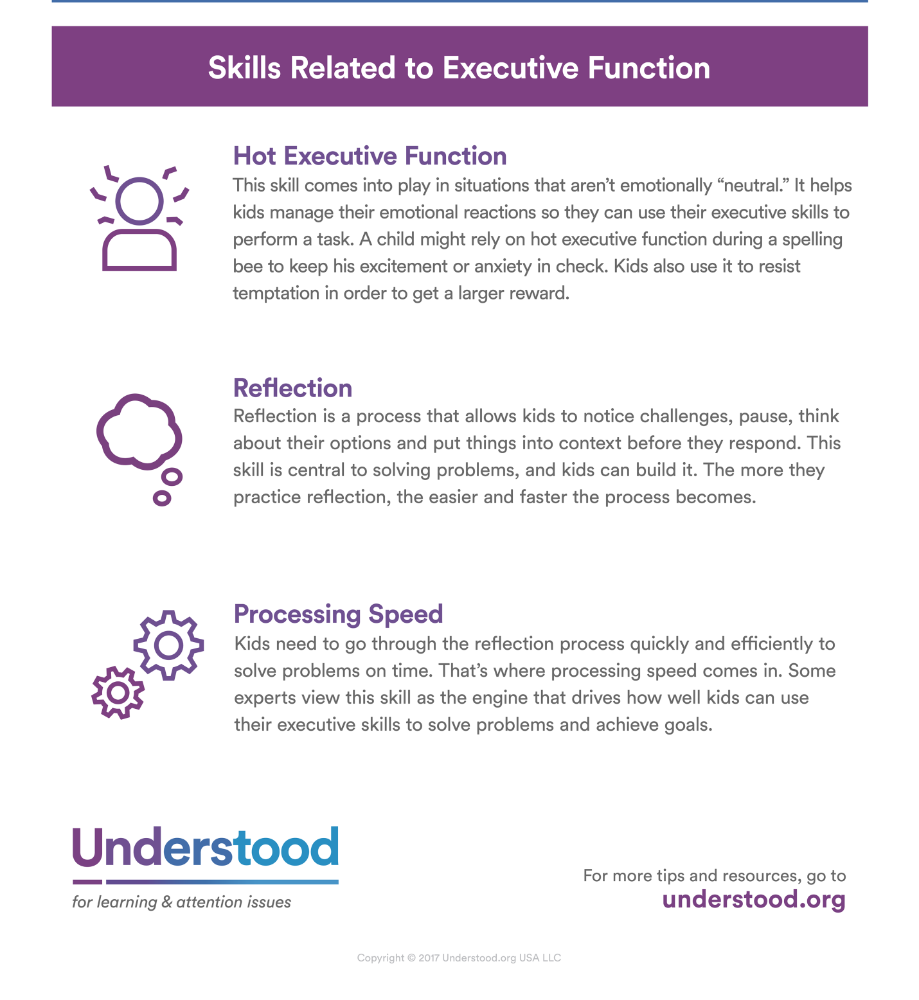 Skills Related to Executive Function
Hot Executive Function
This skill comes into play in situations that aren’t emotionally “neutral.” It helps
kids manage their emotional reactions so they can use their executive skills to
perform a task. A child might rely on hot executive function during a spelling
bee to keep his excitement or anxiety in check. Kids also use it to resist
temptation in order to get a larger reward.
Reflection
Reflection is a process that allows kids to notice challenges, pause, think
about their options and put things into context before they respond. This
skill is central to solving problems, and kids can build it. The more they
practice reflection, the easier and faster the process becomes.
Processing Speed
Kids need to go through the reflection process quickly and efficiently to
solve problems on time. That’s where processing speed comes in. Some
experts view this skill as the engine that drives how well kids can use
their executive skills to solve problems and achieve goals.
Understood
for learning & attention issues
For more tips and resources, go to
understood.org
Copyright © 2017 Understood.org USA LLC